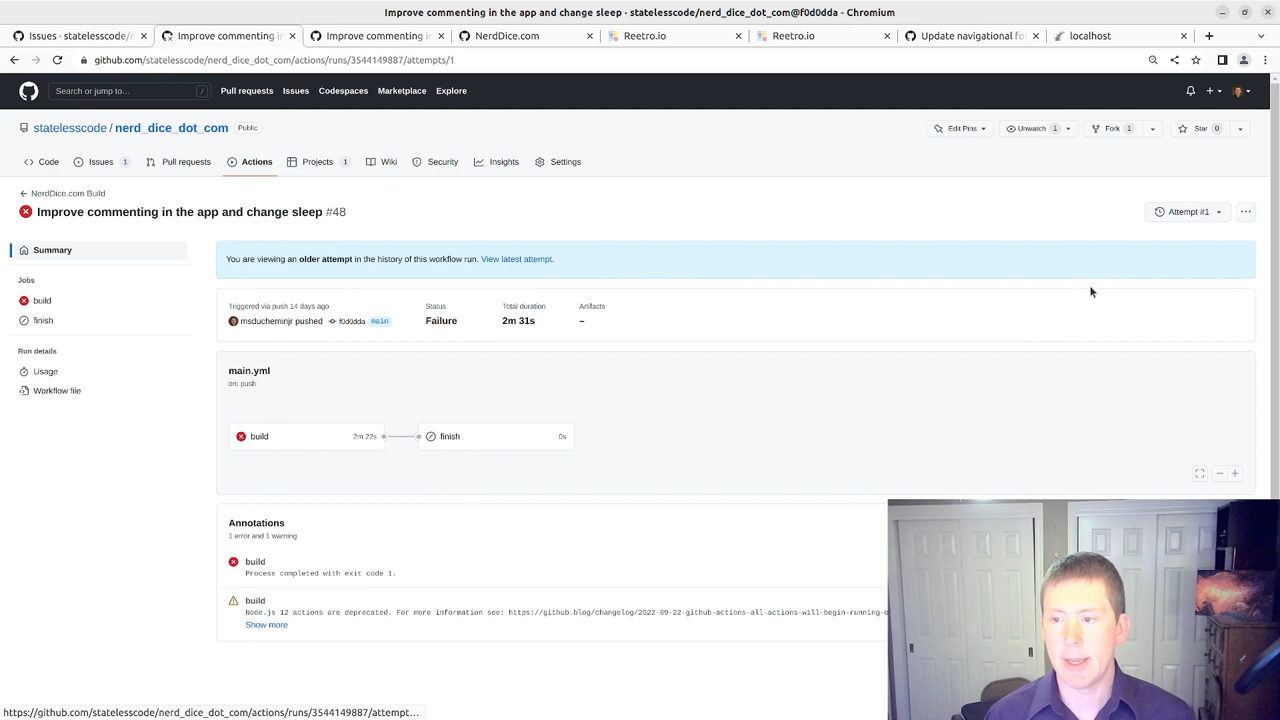 Improve commenting in the app and change sleep · statelesscode/nerd_dice_dot_com@f0d0dda - Chromium
Issues · statelesscode/n
Improve commenting in
Improve commenting in
NerdDice.com
Reetro.io
Reetro.io
Update navigational fo
localhost
github.com/statelesscode/nerd_dice_dot_com/actions/runs/3544149887/attempts/1
Search or jump to... /
Pull requests Issues Codespaces Marketplace Explore
statelesscode / nerd_dice_dot_com Public
Edit Pins Unwatch 1 Fork 1 Star 0
Code Issues 1 Pull requests Actions Projects 1 Wiki Security Insights Settings
NerdDice.com Build
Improve commenting in the app and change sleep #48
Attempt #1
Summary
You are viewing an older attempt in the history of this workflow run. View latest attempt.
Jobs
build
finish
Run details
Usage
Workflow file
Triggered via push 14 days ago
msducheminjr pushed f0d0dda main
Status
Failure
Total duration
2m 31s
Artifacts
–
main.yml
on: push
build 2m 22s
finish 0s
Annotations
1 error and 1 warning
build
Process completed with exit code 1.
build
Node.js 12 actions are deprecated. For more information see: https://github.blog/changelog/2022-09-22-github-actions-all-actions-will-begin-running-o
Show more
https://github.com/statelesscode/nerd_dice_dot_com/actions/runs/3544149887/attempt...